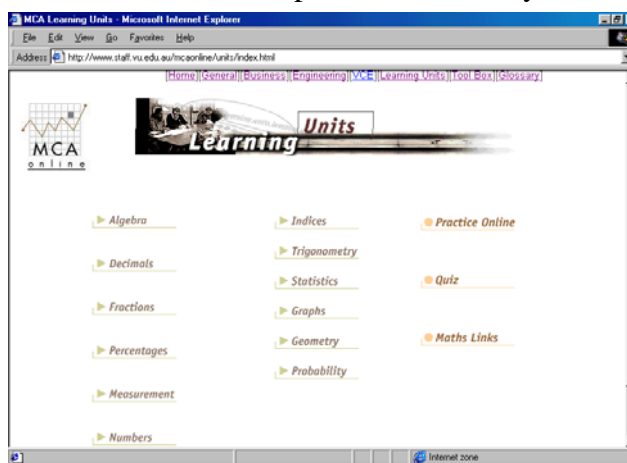 MCA Learning Units - Microsoft Internet Explorer
File Edit View Go Favorites Help
Address http://www.staff.vu.edu.au/mcaonline/units/index.html
[Home][General][Business][Engineering][VCE][Learning Units][Tool Box][Glossary]
MCA
online
Learning Units
Algebra
Decimals
Fractions
Percentages
Measurement
Numbers
Indices
Trigonometry
Statistics
Graphs
Geometry
Probability
Practice Online
Quiz
Maths Links
Internet zone